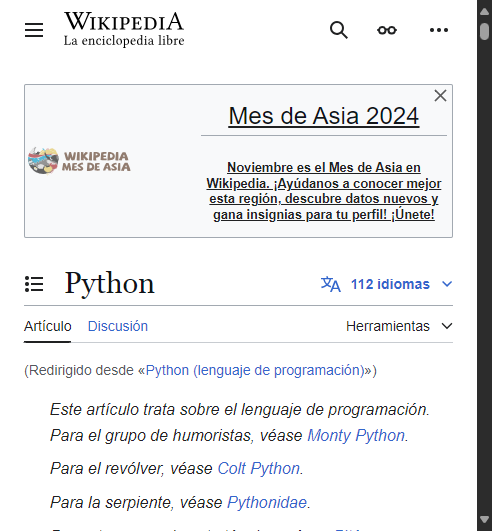 WIKIPEDIA
La enciclopedia libre
Mes de Asia 2024
WIKIPEDIA
MES DE ASIA
Noviembre es el Mes de Asia en
Wikipedia. ¡Ayúdanos a conocer mejor
esta región, descubre datos nuevos y
gana insignias para tu perfil! ¡Únete!
Python
112 idiomas
Artículo
Discusión
Herramientas
(Redirigido desde «Python (lenguaje de programación)»)
Este artículo trata sobre el lenguaje de programación.
Para el grupo de humoristas, véase Monty Python.
Para el revólver, véase Colt Python.
Para la serpiente, véase Pythonidae.